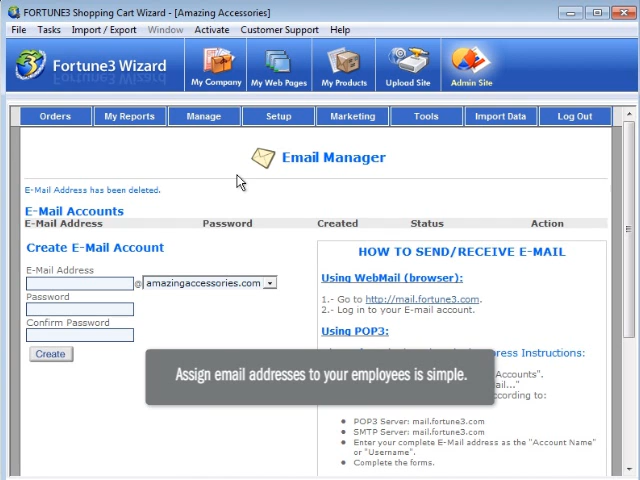 FORTUNE3 Shopping Cart Wizard - [Amazing Accessories]
File Tasks Import / Export Window Activate Customer Support Help
Fortune3 Wizard
My Company My Web Pages My Products Upload Site Admin Site
Orders My Reports Manage Setup Marketing Tools Import Data Log Out
Email Manager
E-Mail Address has been deleted.
E-Mail Accounts
E-Mail Address Password Created Status Action
Create E-Mail Account
E-Mail Address
@ amazingaccessories.com
Password
Confirm Password
Create
HOW TO SEND/RECEIVE E-MAIL
Using WebMail (browser):
1.- Go to http://mail.fortune3.com.
2.- Log in to your E-mail account.
Using POP3:
press Instructions:
Accounts".
ail..."
cording to:
POP3 Server: mail.fortune3.com
SMTP Server: mail.fortune3.com
Enter your complete E-Mail address as the "Account Name"
or "Username".
Complete the forms.
Assign email addresses to your employees is simple.